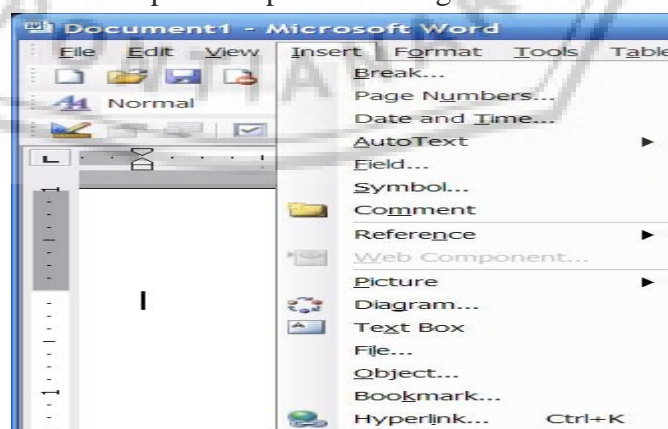 Document1 - Microsoft Word
File Edit View Insert Format Tools Table
Normal
Break...
Page Numbers...
Date and Time...
AutoText
Field...
Symbol...
Comment
Reference
Web Component...
Picture
Diagram...
Text Box
File...
Object...
Bookmark...
Hyperlink... Ctrl+K